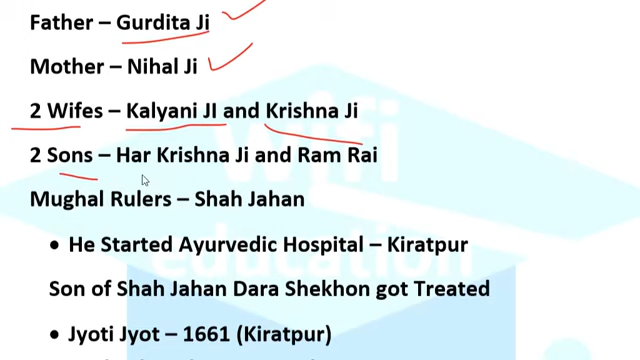 Father – Gurdita Ji
Mother – Nihal Ji
2 Wifes – Kalyani JI and Krishna Ji
2 Sons – Har Krishna Ji and Ram Rai
Mughal Rulers – Shah Jahan
• He Started Ayurvedic Hospital – Kiratpur
Son of Shah Jahan Dara Shekhon got Treated
• Jyoti Jyot – 1661 (Kiratpur)
wifi
education